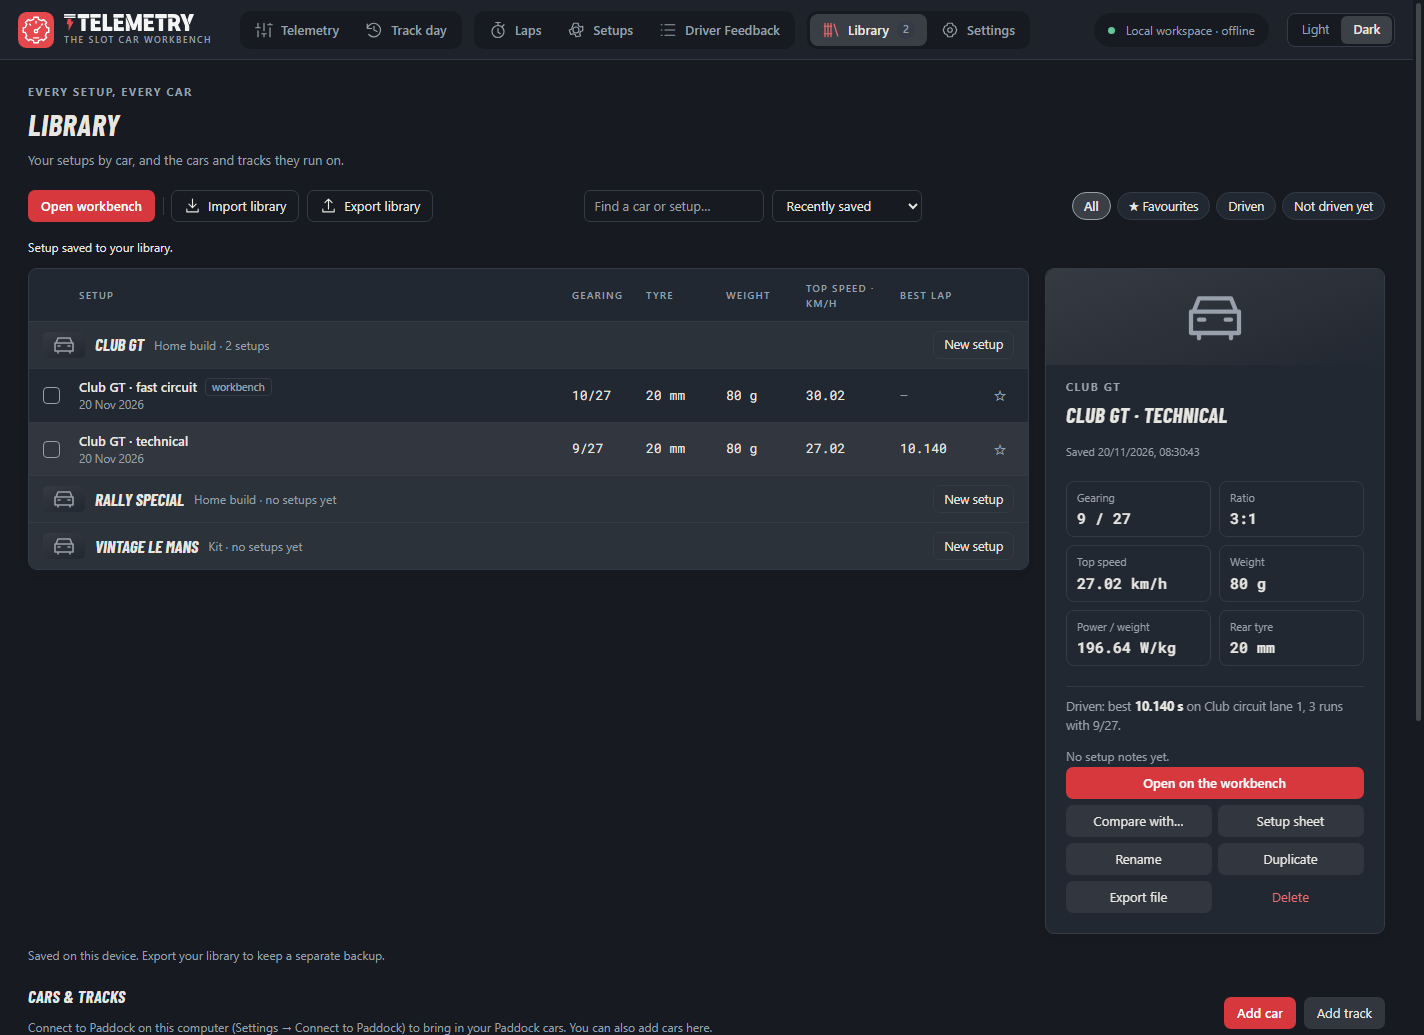 TELEMETRY
THE SLOT CAR WORKBENCH
Telemetry
Track day
Laps
Setups
Driver Feedback
Library 2
Settings
Local workspace · offline
Light
Dark
EVERY SETUP, EVERY CAR
LIBRARY
Your setups by car, and the cars and tracks they run on.
Open workbench
Import library
Export library
Find a car or setup...
Recently saved
All
★ Favourites
Driven
Not driven yet
Setup saved to your library.
SETUP GEARING TYRE WEIGHT TOP SPEED · KM/H BEST LAP
CLUB GT Home build · 2 setups New setup
Club GT · fast circuit workbench
20 Nov 2026
10/27 20 mm 80 g 30.02 – ☆
Club GT · technical
20 Nov 2026
9/27 20 mm 80 g 27.02 10.140 ☆
RALLY SPECIAL Home build · no setups yet New setup
VINTAGE LE MANS Kit · no setups yet New setup
CLUB GT
CLUB GT · TECHNICAL
Saved 20/11/2026, 08:30:43
Gearing
9 / 27
Ratio
3:1
Top speed
27.02 km/h
Weight
80 g
Power / weight
196.64 W/kg
Rear tyre
20 mm
Driven: best 10.140 s on Club circuit lane 1, 3 runs
with 9/27.
No setup notes yet.
Open on the workbench
Compare with...
Setup sheet
Rename
Duplicate
Export file
Delete
Saved on this device. Export your library to keep a separate backup.
CARS & TRACKS
Connect to Paddock on this computer (Settings → Connect to Paddock) to bring in your Paddock cars. You can also add cars here.
Add car
Add track